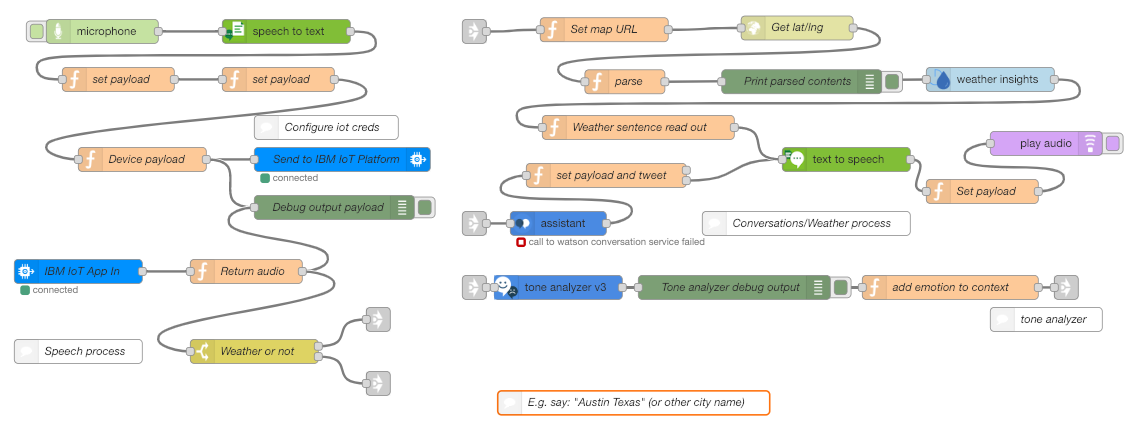 microphone
speech to text
set payload
set payload
Configure iot creds
Device payload
Send to IBM IoT Platform
connected
Debug output payload
IBM IoT App In
connected
Return audio
Speech process
Weather or not
Set map URL
Get lat/lng
parse
Print parsed contents
weather insights
Weather sentence read out
play audio
text to speech
set payload and tweet
Set payload
assistant
call to watson conversation service failed
Conversations/Weather process
tone analyzer v3
Tone analyzer debug output
add emotion to context
tone analyzer
E.g. say: "Austin Texas" (or other city name)